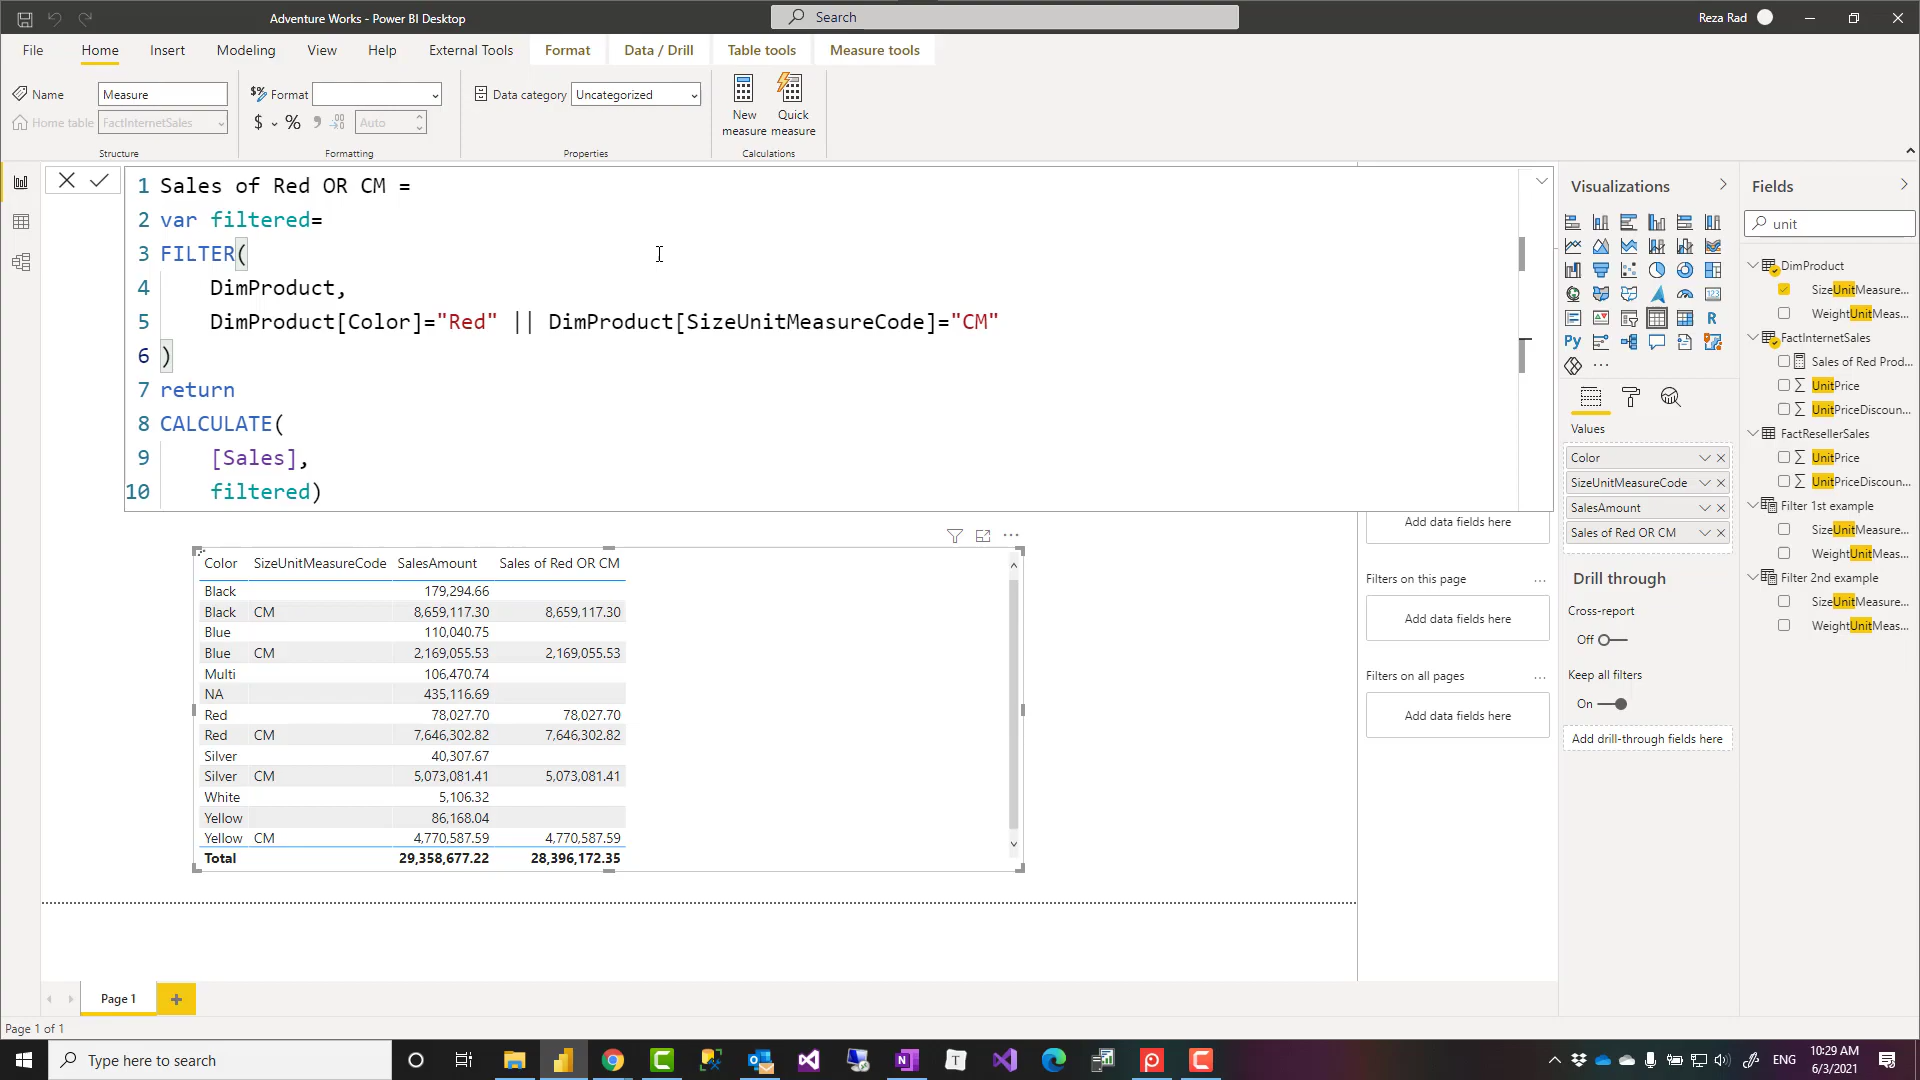 Adventure Works - Power BI Desktop
Search
Reza Rad
File
Home
Insert
Modeling
View
Help
External Tools
Format
Data / Drill
Table tools
Measure tools
Name
Measure
Home table
FactInternetSales
Structure
Format
$
%
Auto
Formatting
Data category
Uncategorized
Properties
New
measure
Quick
measure
Calculations
1 Sales of Red OR CM =
2 var filtered=
3 FILTER(
4 DimProduct,
5 DimProduct[Color]="Red" || DimProduct[SizeUnitMeasureCode]="CM"
6 )
7 return
8 CALCULATE(
9 [Sales],
10 filtered)
Color SizeUnitMeasureCode SalesAmount Sales of Red OR CM
Black 179,294.66
Black CM 8,659,117.30 8,659,117.30
Blue 110,040.75
Blue CM 2,169,055.53 2,169,055.53
Multi 106,470.74
NA 435,116.69
Red 78,027.70 78,027.70
Red CM 7,646,302.82 7,646,302.82
Silver 40,307.67
Silver CM 5,073,081.41 5,073,081.41
White 5,106.32
Yellow 86,168.04
Yellow CM 4,770,587.59 4,770,587.59
Total 29,358,677.22 28,396,172.35
Add data fields here
Filters on this page ...
Add data fields here
Filters on all pages ...
Add data fields here
Visualizations
R
Py
...
Values
Color
SizeUnitMeasureCode
SalesAmount
Sales of Red OR CM
Drill through
Cross-report
Off
Keep all filters
On
Add drill-through fields here
Fields
unit
DimProduct
SizeUnitMeasure...
WeightUnitMeas...
FactInternetSales
Sales of Red Prod...
UnitPrice
UnitPriceDiscoun...
FactResellerSales
UnitPrice
UnitPriceDiscoun...
Filter 1st example
SizeUnitMeasure...
WeightUnitMeas...
Filter 2nd example
SizeUnitMeasure...
WeightUnitMeas...
Page 1
Page 1 of 1
Type here to search
ENG
10:29 AM
6/3/2021